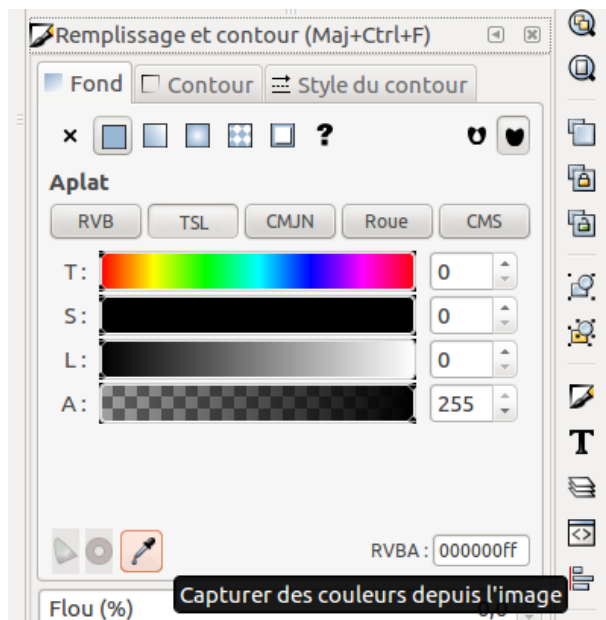 Remplissage et contour (Maj+Ctrl+F)
Fond Contour Style du contour
?
Aplat
RVB TSL CMJN Roue CMS
T: 0
S: 0
L: 0
A: 255
RVBA: 000000ff
Capturer des couleurs depuis l'image
Flou (%)
T